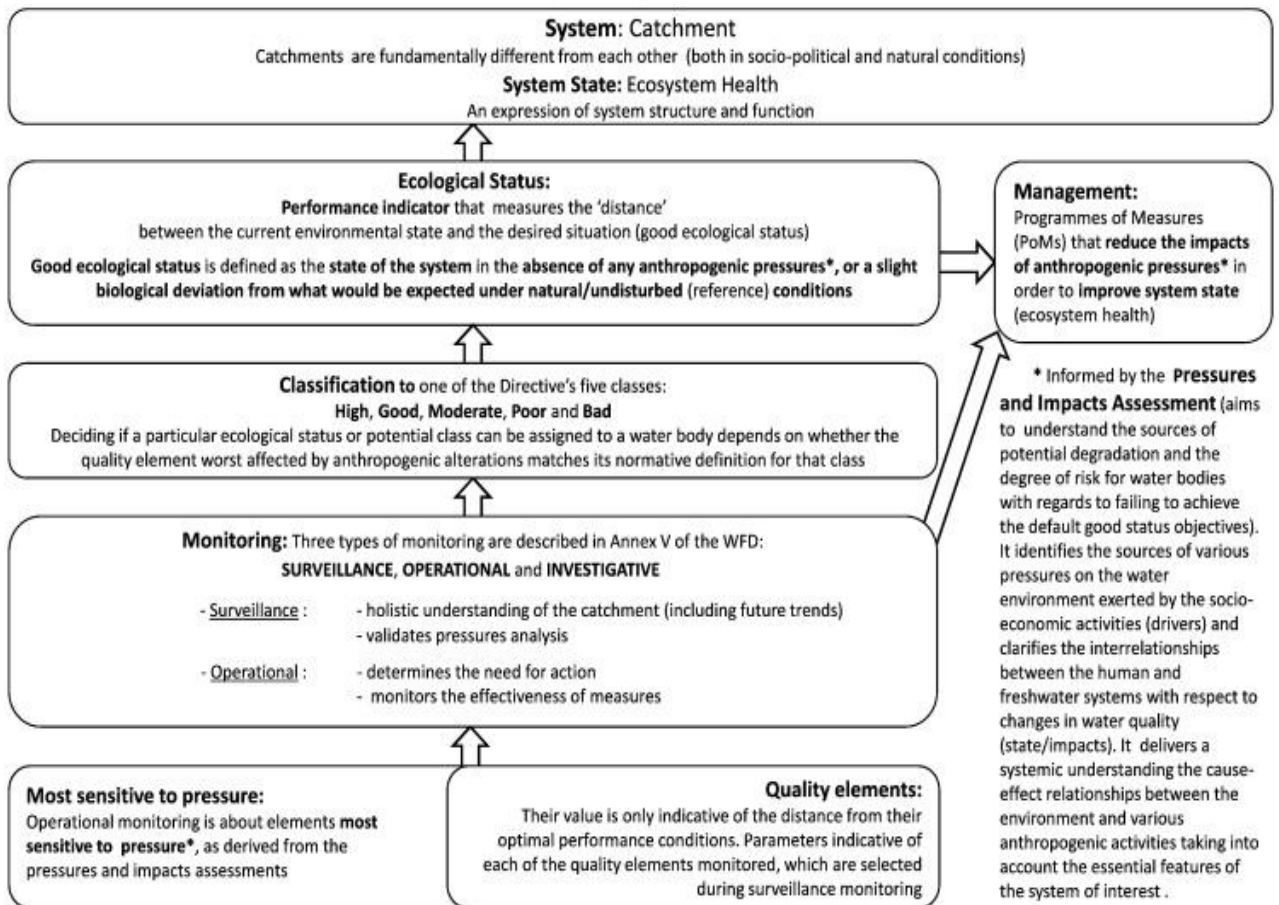 System: Catchment
Catchments are fundamentally different from each other (both in socio-political and natural conditions)
System State: Ecosystem Health
An expression of system structure and function
Ecological Status:
Performance indicator that measures the 'distance'
between the current environmental state and the desired situation (good ecological status)
Good ecological status is defined as the state of the system in the absence of any anthropogenic pressures*, or a slight
biological deviation from what would be expected under natural/undisturbed (reference) conditions
Management:
Programmes of Measures
(PoMs) that reduce the impacts
of anthropogenic pressures* in
order to improve system state
(ecosystem health)
Classification to one of the Directive's five classes:
High, Good, Moderate, Poor and Bad
Deciding if a particular ecological status or potential class can be assigned to a water body depends on whether the
quality element worst affected by anthropogenic alterations matches its normative definition for that class
Monitoring: Three types of monitoring are described in Annex V of the WFD:
SURVEILLANCE, OPERATIONAL and INVESTIGATIVE
- Surveillance : - holistic understanding of the catchment (including future trends)
- validates pressures analysis
- Operational : - determines the need for action
- monitors the effectiveness of measures
Most sensitive to pressure:
Operational monitoring is about elements most
sensitive to pressure*, as derived from the
pressures and impacts assessments
Quality elements:
Their value is only indicative of the distance from their
optimal performance conditions. Parameters indicative of
each of the quality elements monitored, which are selected
during surveillance monitoring
* Informed by the Pressures
and Impacts Assessment (aims
to understand the sources of
potential degradation and the
degree of risk for water bodies
with regards to failing to achieve
the default good status objectives).
It identifies the sources of various
pressures on the water
environment exerted by the socio-
economic activities (drivers) and
clarifies the interrelationships
between the human and
freshwater systems with respect to
changes in water quality
(state/impacts). It delivers a
systemic understanding the cause-
effect relationships between the
environment and various
anthropogenic activities taking into
account the essential features of
the system of interest .